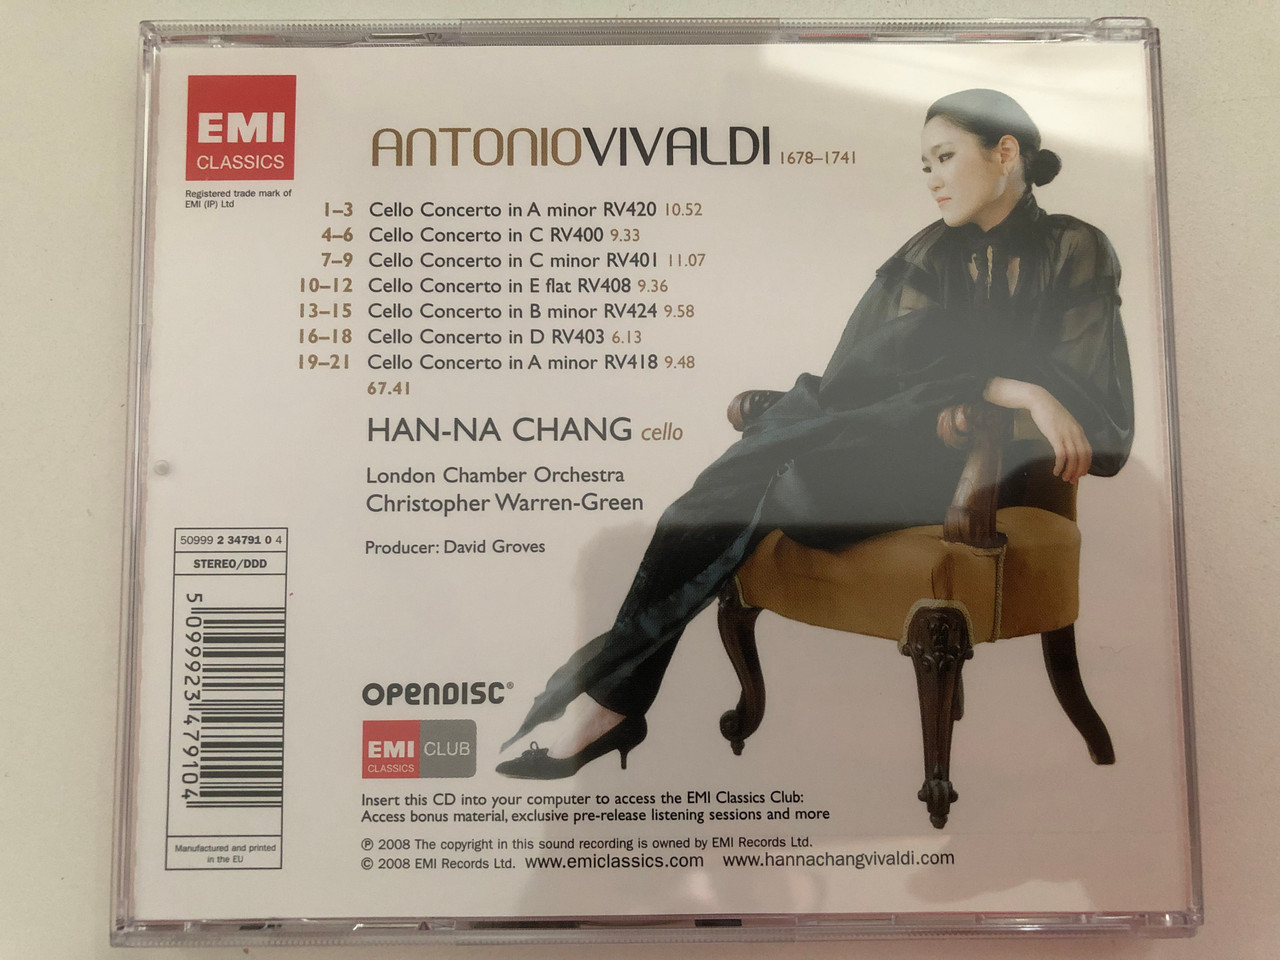 EMI
CLASSICS
Registered trade mark of
EMI (IP) Ltd
ANTONIOVIVALDI 1678–1741
1–3 Cello Concerto in A minor RV420 10.52
4–6 Cello Concerto in C RV400 9.33
7–9 Cello Concerto in C minor RV401 11.07
10–12 Cello Concerto in E flat RV408 9.36
13–15 Cello Concerto in B minor RV424 9.58
16–18 Cello Concerto in D RV403 6.13
19–21 Cello Concerto in A minor RV418 9.48
67.41
HAN-NA CHANG cello
London Chamber Orchestra
Christopher Warren-Green
Producer: David Groves
50999 2 34791 0 4
STEREO/DDD
5 099923 479104
Manufactured and printed
in the EU
OPENDISC®
EMI
CLASSICS
CLUB
Insert this CD into your computer to access the EMI Classics Club:
Access bonus material, exclusive pre-release listening sessions and more
℗ 2008 The copyright in this sound recording is owned by EMI Records Ltd.
© 2008 EMI Records Ltd. www.emiclassics.com www.hannachangvivaldi.com